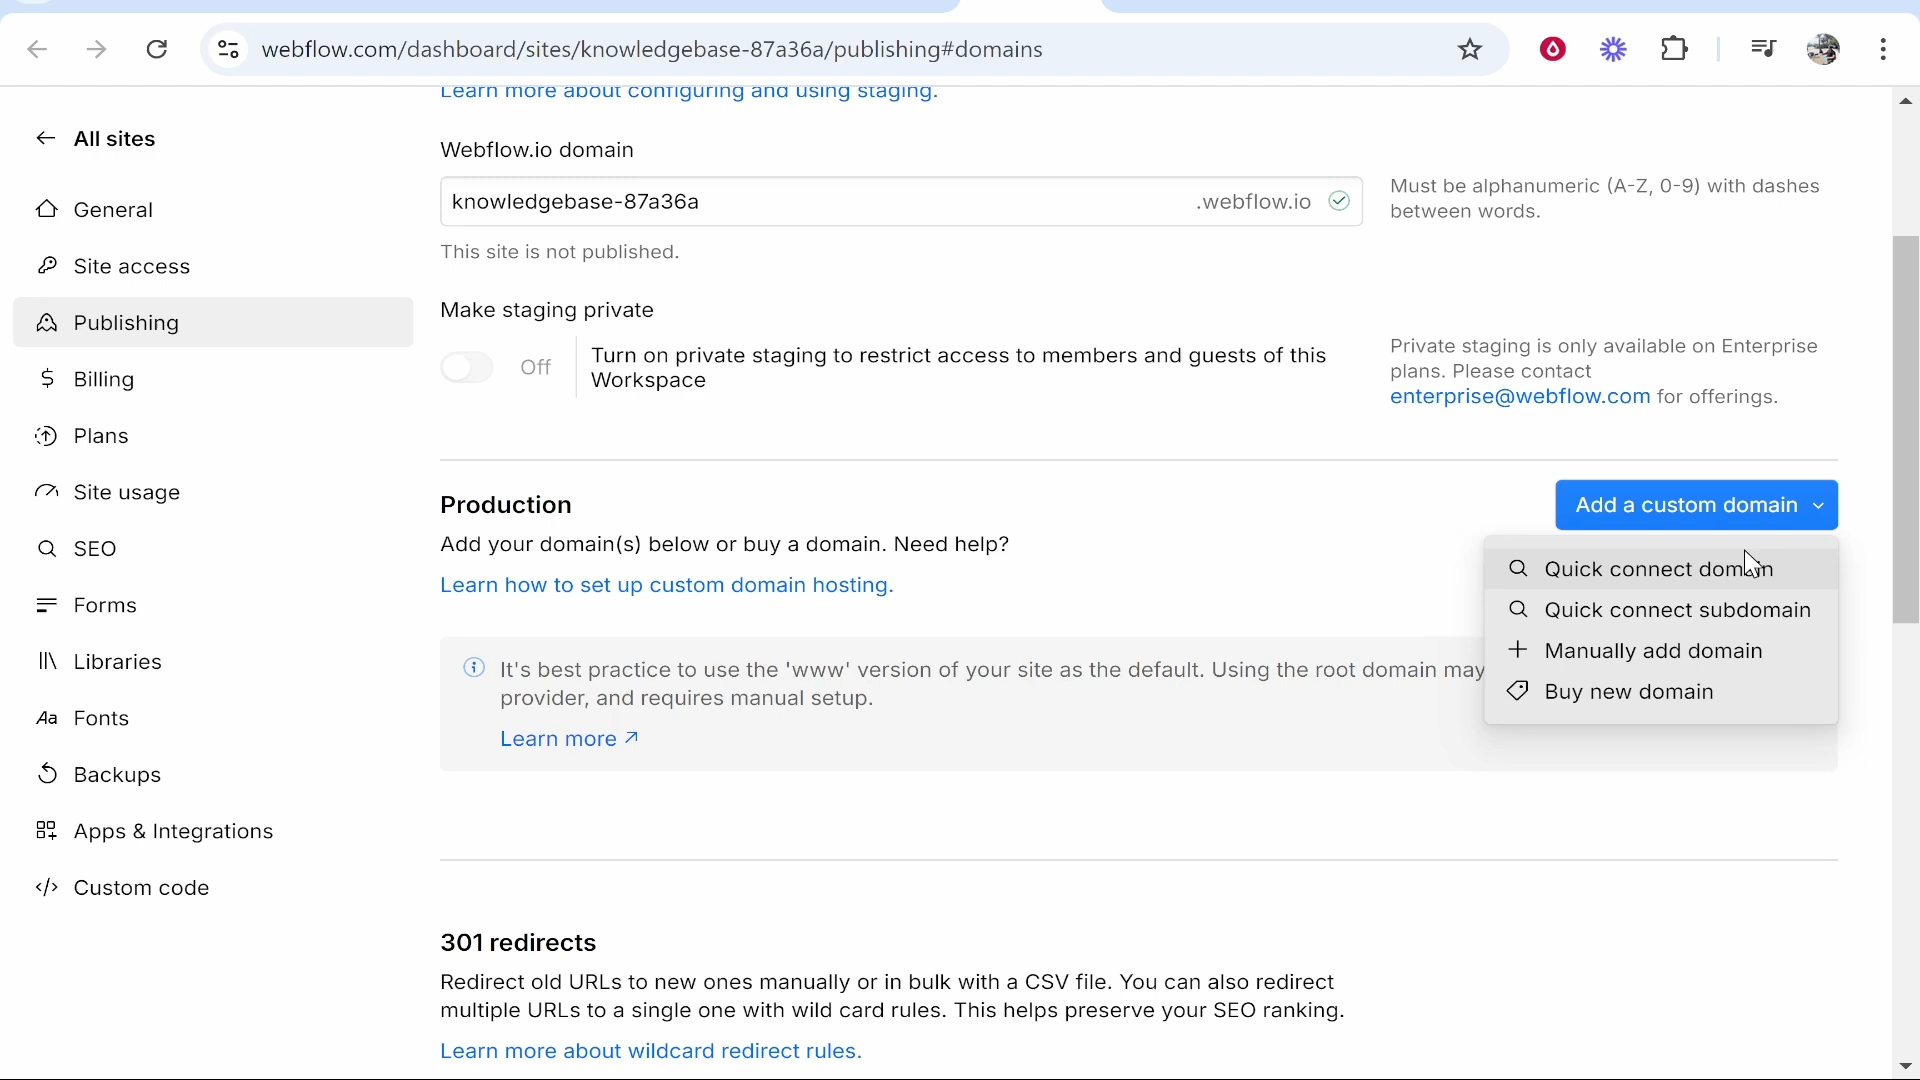 webflow.com/dashboard/sites/knowledgebase-87a36a/publishing#domains
Learn more about configuring and using staging.
All sites
General
Site access
Publishing
Billing
Plans
Site usage
SEO
Forms
Libraries
Aa Fonts
Backups
Apps & Integrations
</> Custom code
Webflow.io domain
knowledgebase-87a36a .webflow.io
Must be alphanumeric (A-Z, 0-9) with dashes
between words.
This site is not published.
Make staging private
Off
Turn on private staging to restrict access to members and guests of this
Workspace
Private staging is only available on Enterprise
plans. Please contact
enterprise@webflow.com for offerings.
Production
Add a custom domain
Add your domain(s) below or buy a domain. Need help?
Learn how to set up custom domain hosting.
Quick connect domain
Quick connect subdomain
Manually add domain
Buy new domain
It's best practice to use the 'www' version of your site as the default. Using the root domain may
provider, and requires manual setup.
Learn more
301 redirects
Redirect old URLs to new ones manually or in bulk with a CSV file. You can also redirect
multiple URLs to a single one with wild card rules. This helps preserve your SEO ranking.
Learn more about wildcard redirect rules.